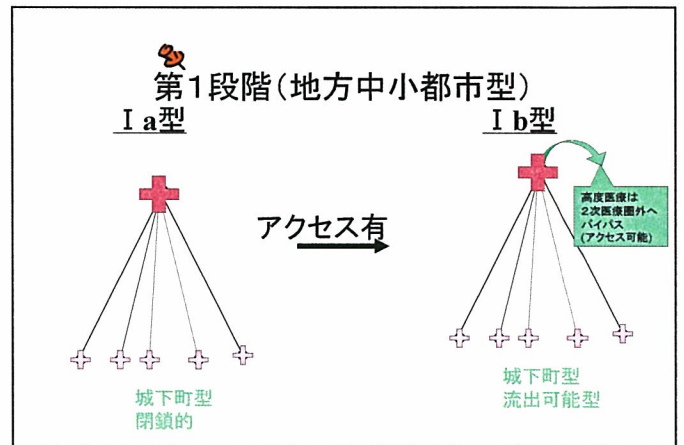 第1段階(地方中小都市型)
Ⅰa型
Ⅰb型
アクセス有
高度医療は
2次医療圏外へ
バイパス
(アクセス可能)
城下町型
閉鎖的
城下町型
流出可能型